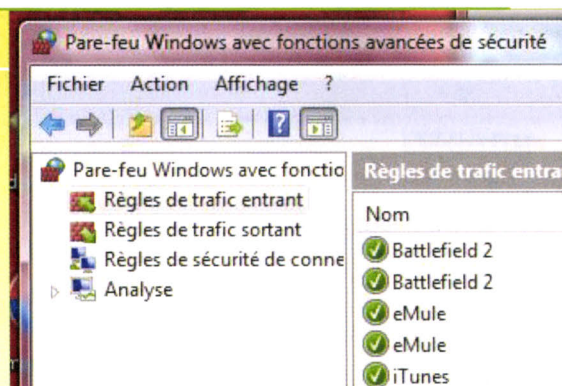 Pare-feu Windows avec fonctions avancées de sécurité
Fichier Action Affichage ?
Pare-feu Windows avec fonctio
Règles de trafic entrant
Règles de trafic sortant
Règles de sécurité de conne
Analyse
Règles de trafic entra
Nom
Battlefield 2
Battlefield 2
eMule
eMule
iTunes